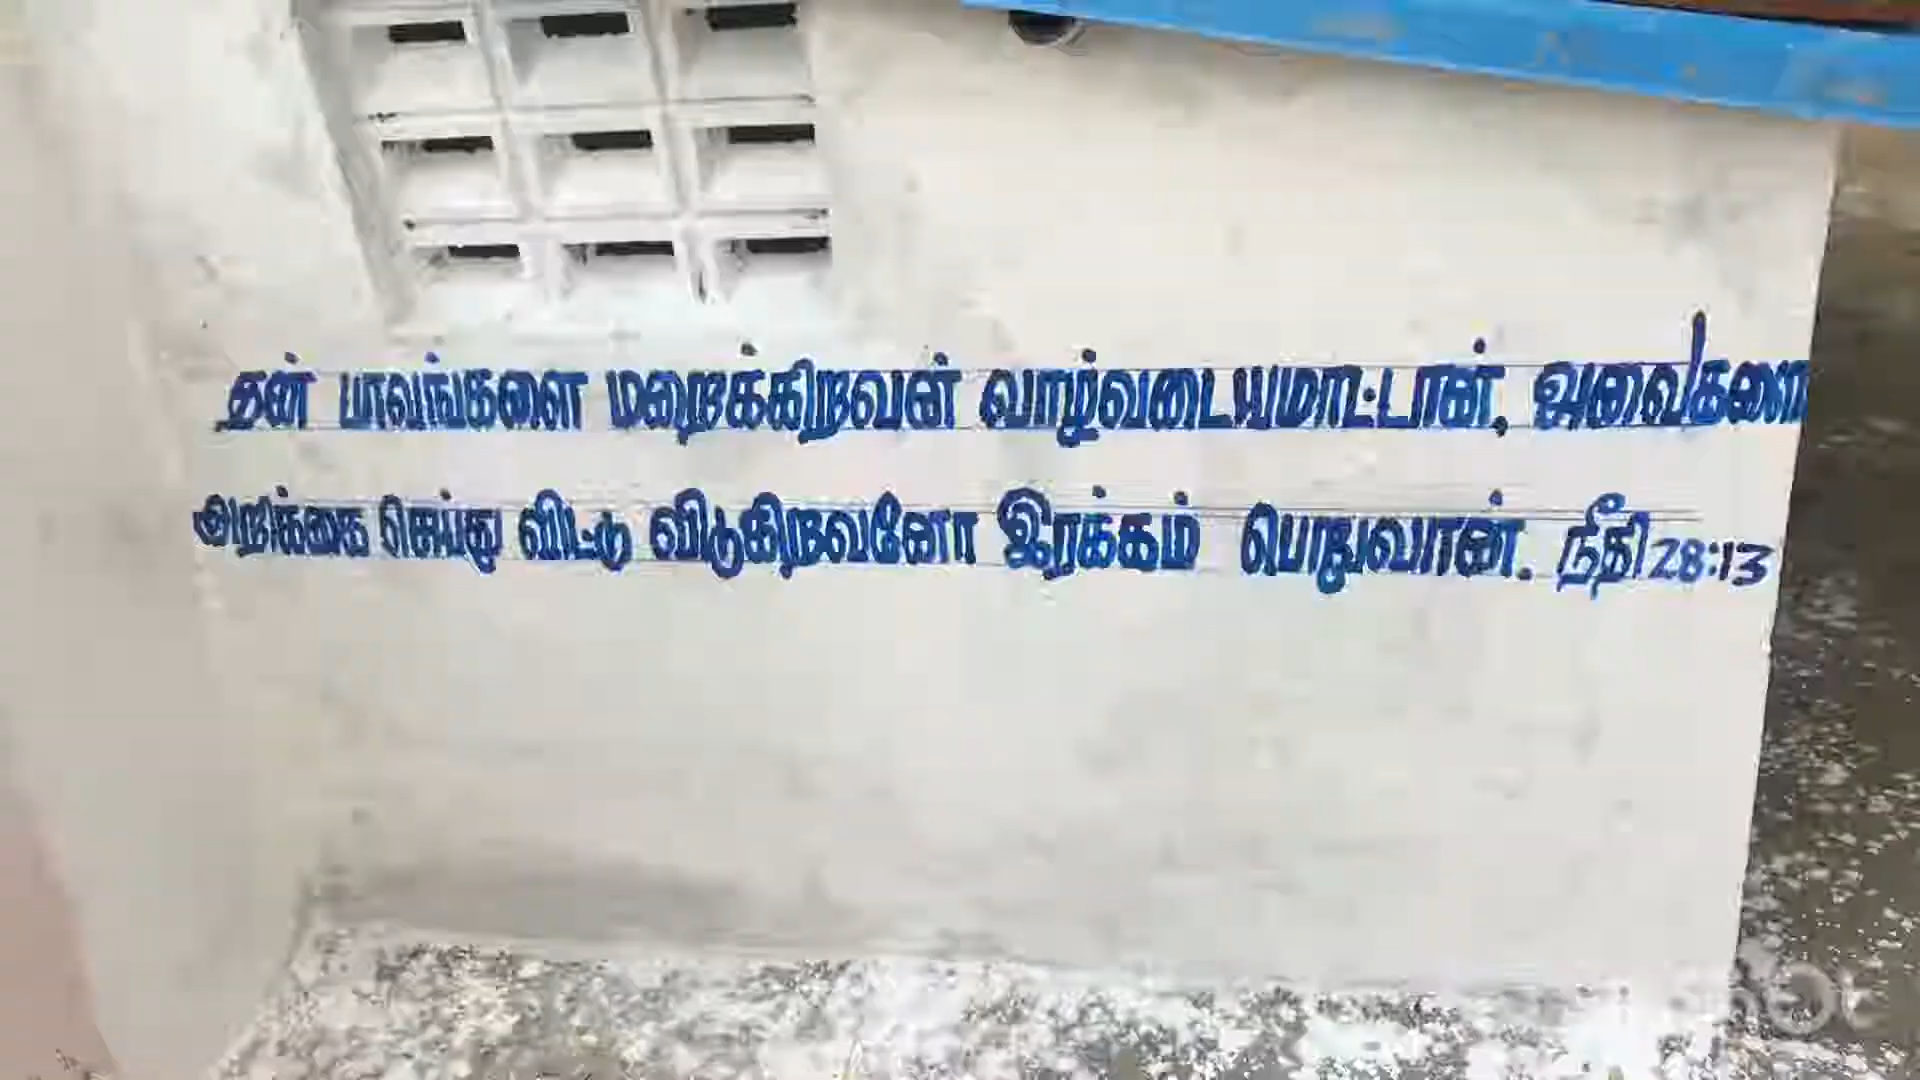 தன் பாவங்களை மறைக்கிறவன் வாழ்வடையமாட்டான், அவைகளை
அறிக்கை செய்து விட்டு விடுகிறவனோ இரக்கம் பெறுவான். நீதி 28:13